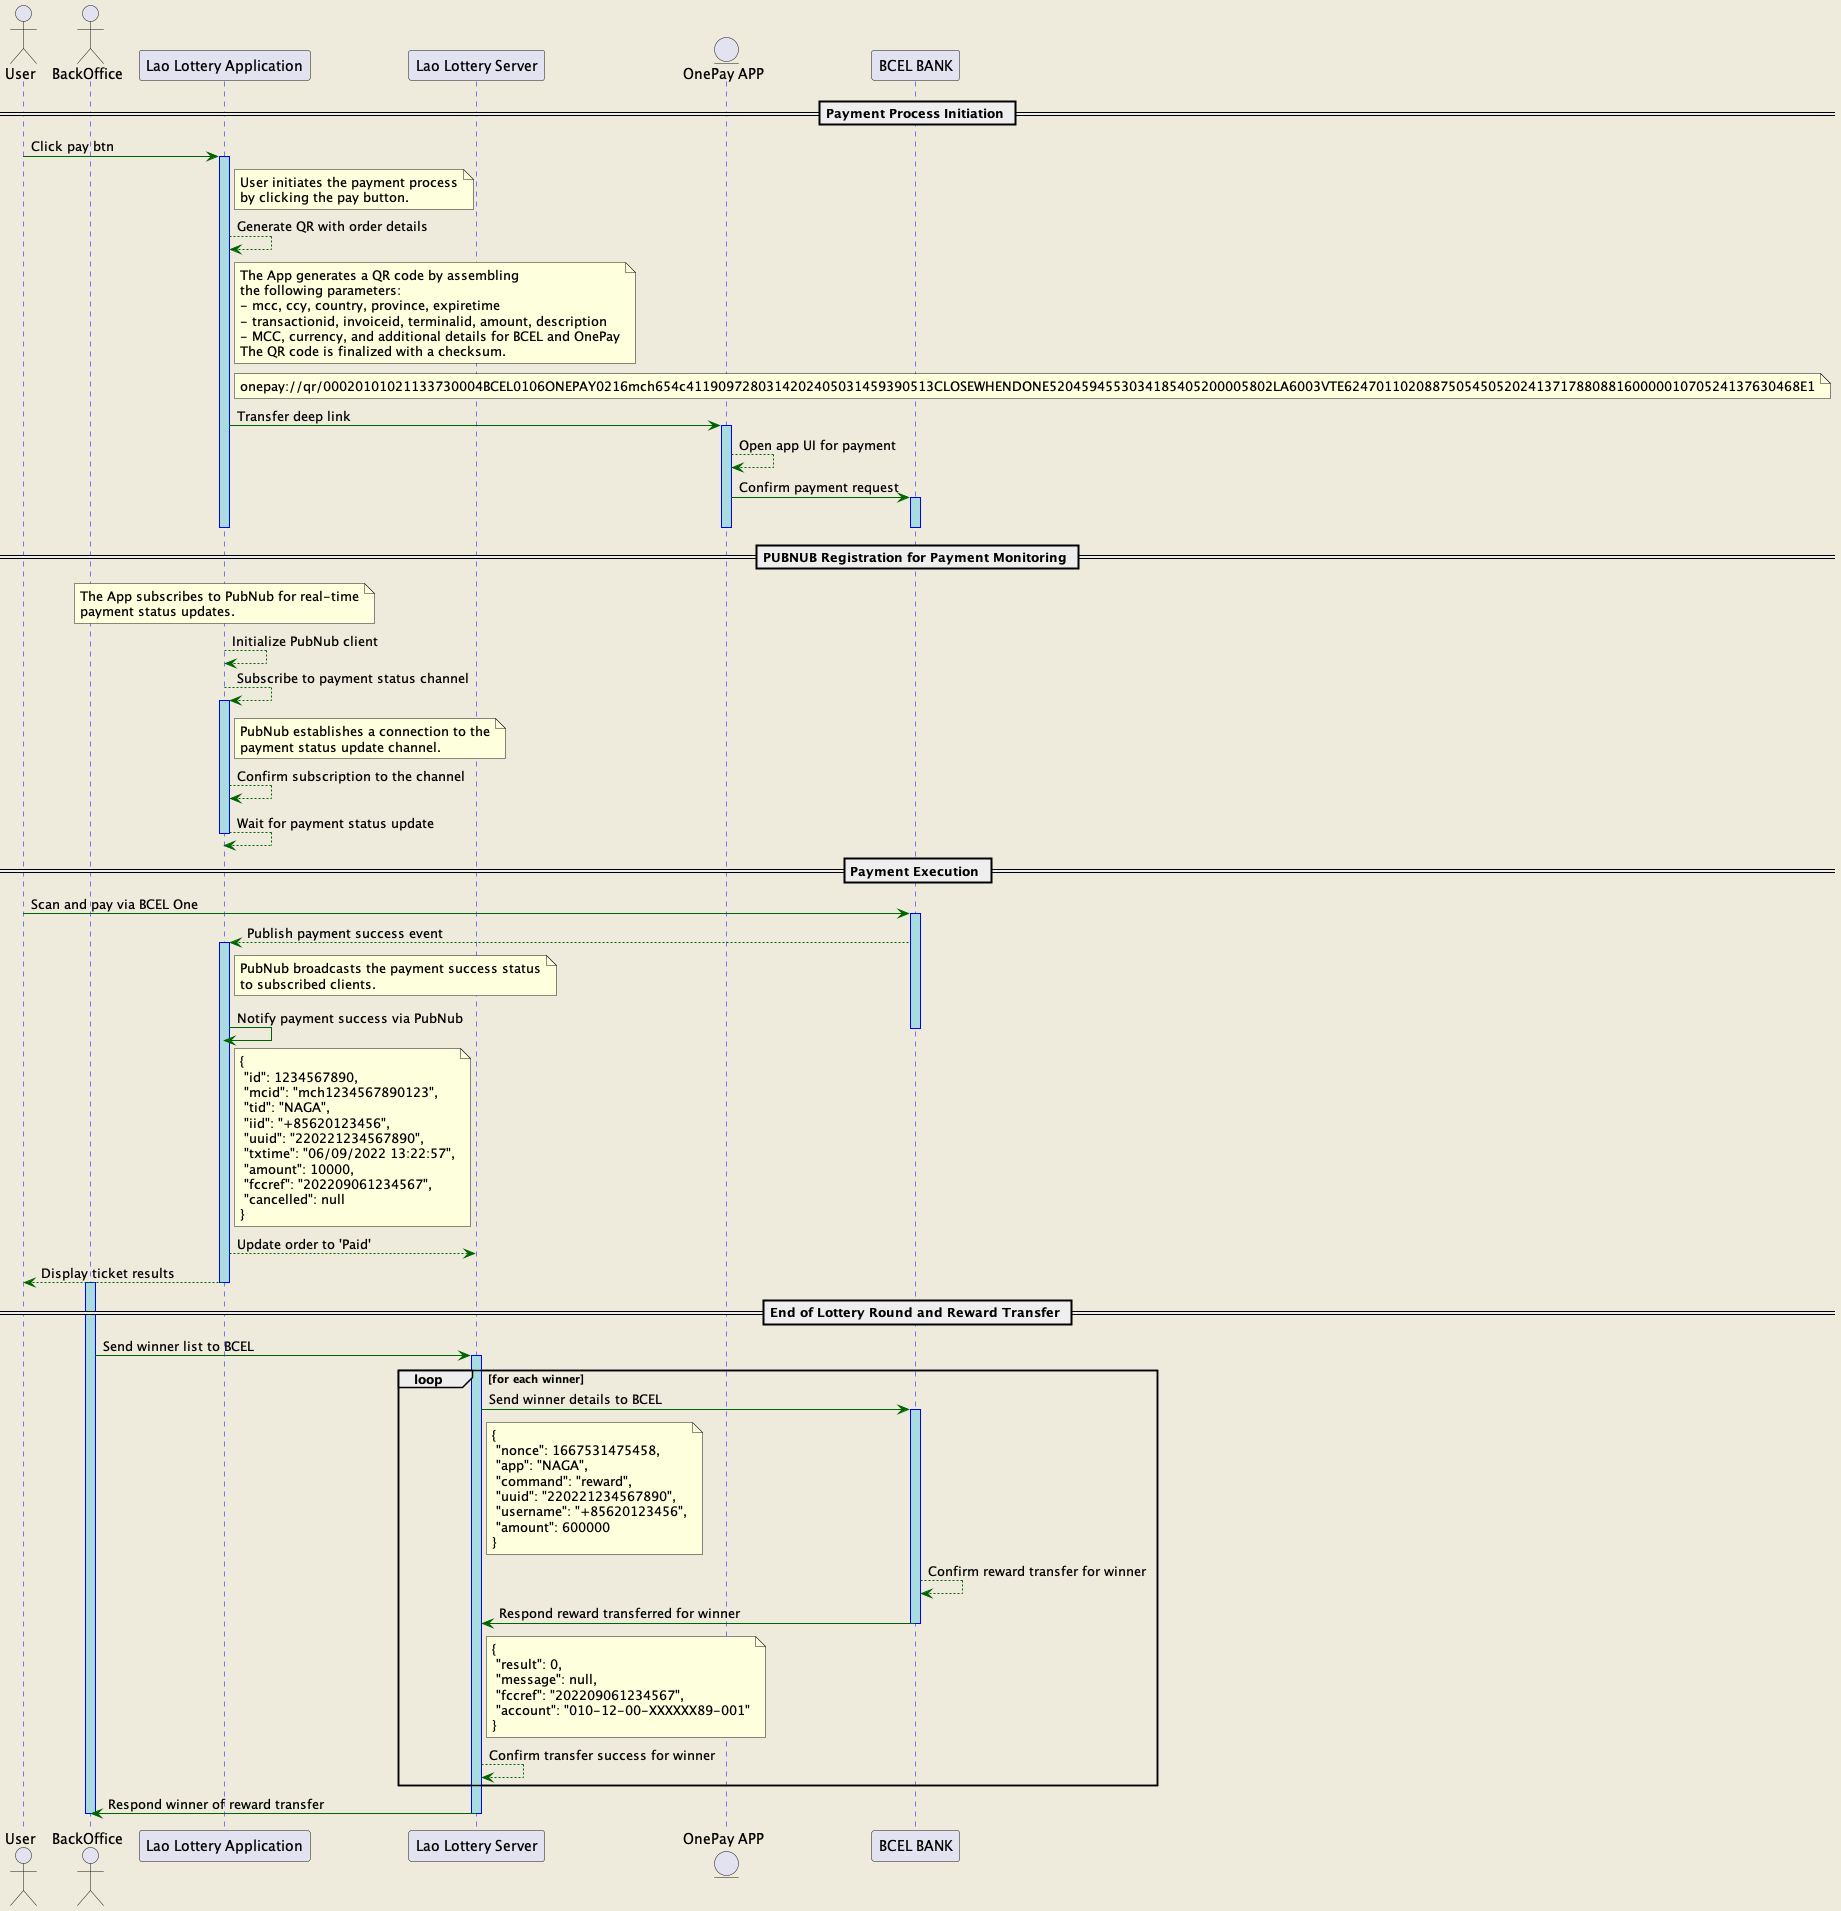 User
BackOffice
Lao Lottery Application
Lao Lottery Server
OnePay APP
BCEL BANK
Payment Process Initiation
Click pay btn
User initiates the payment process
by clicking the pay button.
Generate QR with order details
The App generates a QR code by assembling
the following parameters:
- mcc, ccy, country, province, expiretime
- transactionid, invoiceid, terminalid, amount, description
- MCC, currency, and additional details for BCEL and OnePay
The QR code is finalized with a checksum.
onepay://qr/00020101021133730004BCEL0106ONEPAY0216mch654c41190972803142024050314593905​13CLOSEWHENDONE5204594553034185405200005802LA6003VTE62470110208875054505202413717880881600000107052413763​0468E1
Transfer deep link
Open app UI for payment
Confirm payment request
PUBNUB Registration for Payment Monitoring
The App subscribes to PubNub for real-time
payment status updates.
Initialize PubNub client
Subscribe to payment status channel
PubNub establishes a connection to the
payment status update channel.
Confirm subscription to the channel
Wait for payment status update
Payment Execution
Scan and pay via BCEL One
Publish payment success event
PubNub broadcasts the payment success status
to subscribed clients.
Notify payment success via PubNub
{
"id": 1234567890,
"mcid": "mch1234567890123",
"tid": "NAGA",
"iid": "+85620123456",
"uuid": "220221234567890",
"txtime": "06/09/2022 13:22:57",
"amount": 10000,
"fccref": "202209061234567",
"cancelled": null
}
Update order to 'Paid'
Display ticket results
End of Lottery Round and Reward Transfer
Send winner list to BCEL
loop [for each winner]
Send winner details to BCEL
{
"nonce": 1667531475458,
"app": "NAGA",
"command": "reward",
"uuid": "220221234567890",
"username": "+85620123456",
"amount": 600000
}
Confirm reward transfer for winner
Respond reward transferred for winner
{
"result": 0,
"message": null,
"fccref": "202209061234567",
"account": "010-12-00-XXXXXX89-001"
}
Confirm transfer success for winner
Respond winner of reward transfer
User
BackOffice
Lao Lottery Application
Lao Lottery Server
OnePay APP
BCEL BANK